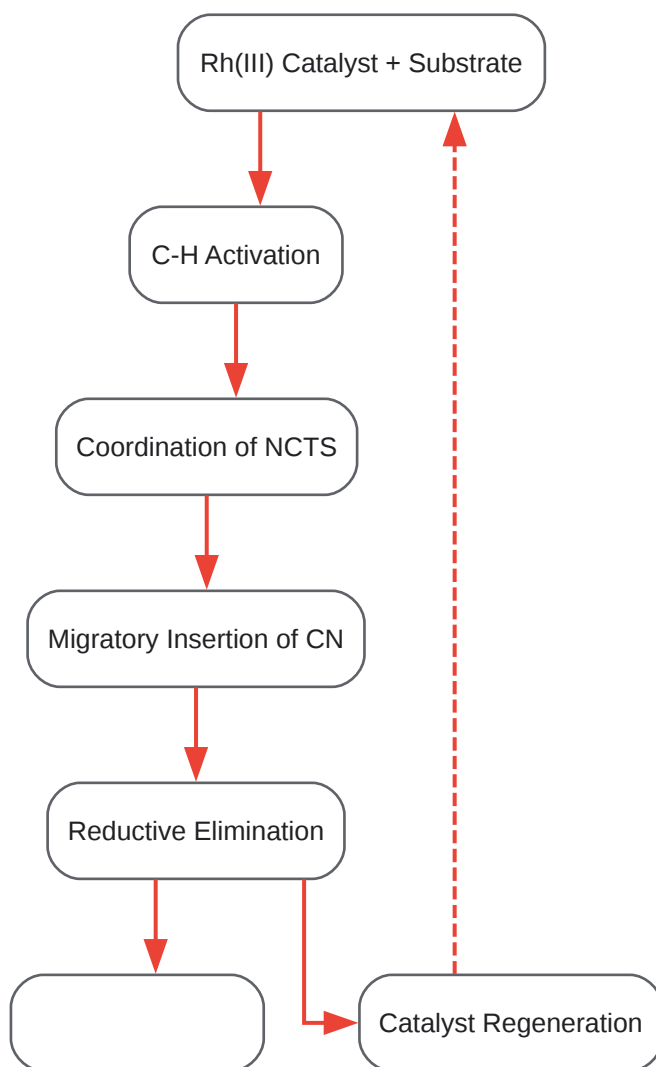 Rh(III) Catalyst + Substrate
C-H Activation
Coordination of NCTS
Migratory Insertion of CN
Reductive Elimination
Catalyst Regeneration